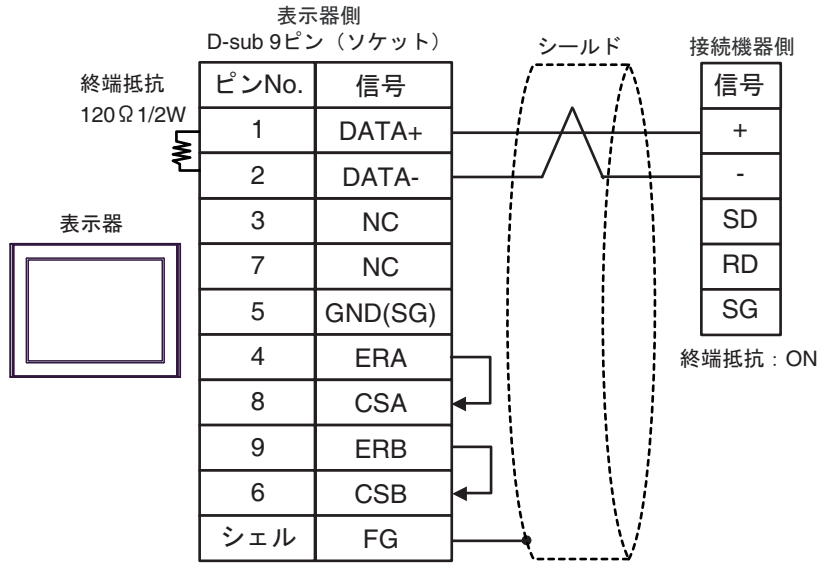 表示器側
D-sub 9ピン（ソケット）
シールド
接続機器側
終端抵抗
120Ω1/2W
ピンNo. 信号
信号
1 DATA+
+
2 DATA-
-
3 NC
SD
表示器
7 NC
RD
5 GND(SG)
SG
4 ERA
終端抵抗：ON
8 CSA
9 ERB
6 CSB
シェル FG